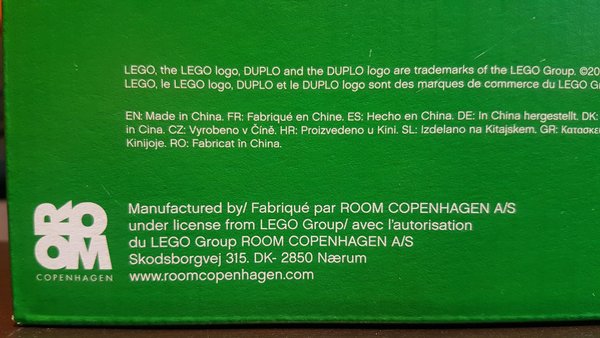 LEGO, the LEGO logo, DUPLO and the DUPLO logo are trademarks of the LEGO Group. ©20
LEGO, le LEGO logo, DUPLO et le DUPLO logo sont des marques de commerce du LEGO G
EN: Made in China. FR: Fabriqué en Chine. ES: Hecho en China. DE: In China hergestellt. DK:
in Cina. CZ: Vyrobeno v Číně. HR: Proizvedeno u Kini. SL: Izdelano na Kitajskem. GR: Κατασκε
Kinijoje. RO: Fabricat în China.
ROOM
COPENHAGEN
Manufactured by/ Fabriqué par ROOM COPENHAGEN A/S
under license from LEGO Group/ avec l'autorisation
du LEGO Group ROOM COPENHAGEN A/S
Skodsborgvej 315. DK- 2850 Nærum
www.roomcopenhagen.com